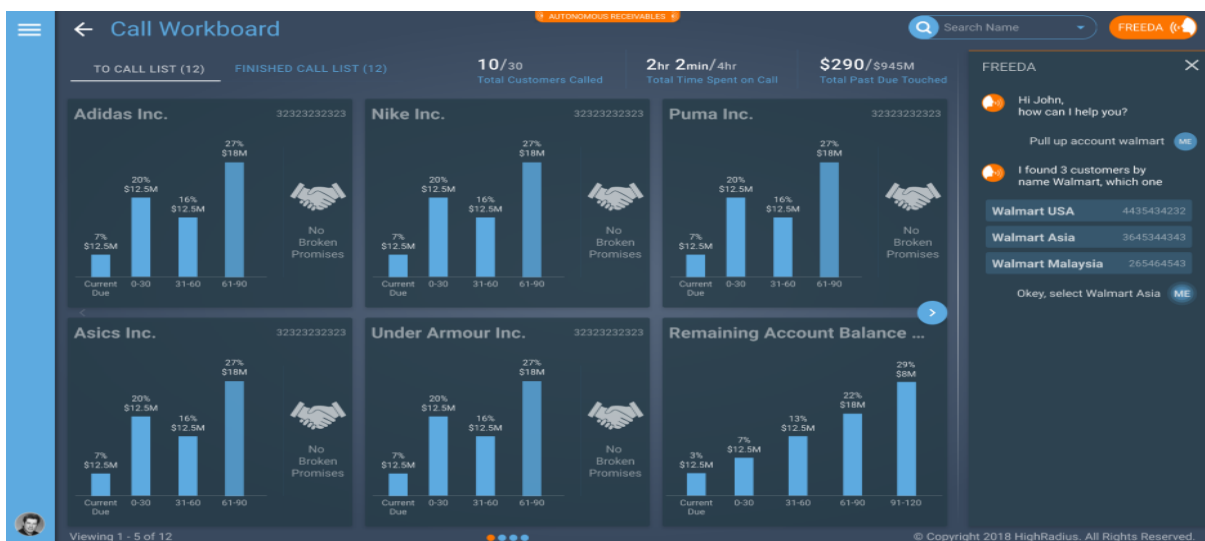 AUTONOMOUS RECEIVABLES
Call Workboard
Search Name
FREEDA
TO CALL LIST (12)
FINISHED CALL LIST (12)
10/30
Total Customers Called
2hr 2min/4hr
Total Time Spent on Call
$290/$945M
Total Past Due Touched
Adidas Inc.
32323232323
7%
$12.5M
20%
$12.5M
16%
$12.5M
27%
$18M
Current
Due
0-30
31-60
61-90
No
Broken
Promises
Nike Inc.
32323232323
7%
$12.5M
20%
$12.5M
16%
$12.5M
27%
$18M
Current
Due
0-30
31-60
61-90
No
Broken
Promises
Puma Inc.
32323232323
7%
$12.5M
20%
$12.5M
16%
$12.5M
27%
$18M
Current
Due
0-30
31-60
61-90
No
Broken
Promises
Asics Inc.
32323232323
7%
$12.5M
20%
$12.5M
16%
$12.5M
27%
$18M
Current
Due
0-30
31-60
61-90
No
Broken
Promises
Under Armour Inc.
32323232323
7%
$12.5M
20%
$12.5M
16%
$12.5M
27%
$18M
Current
Due
0-30
31-60
61-90
No
Broken
Promises
Remaining Account Balance ...
3%
$12.5M
7%
$12.5M
13%
$12.5M
22%
$18M
29%
$8M
Current
Due
0-30
31-60
61-90
91-120
FREEDA
Hi John,
how can I help you?
Pull up account walmart
ME
I found 3 customers by
name Walmart, which one
Walmart USA 4435434232
Walmart Asia 3645344343
Walmart Malaysia 265464543
Okey, select Walmart Asia
ME
Viewing 1 - 5 of 12
© Copyright 2018 HighRadius. All Rights Reserved.